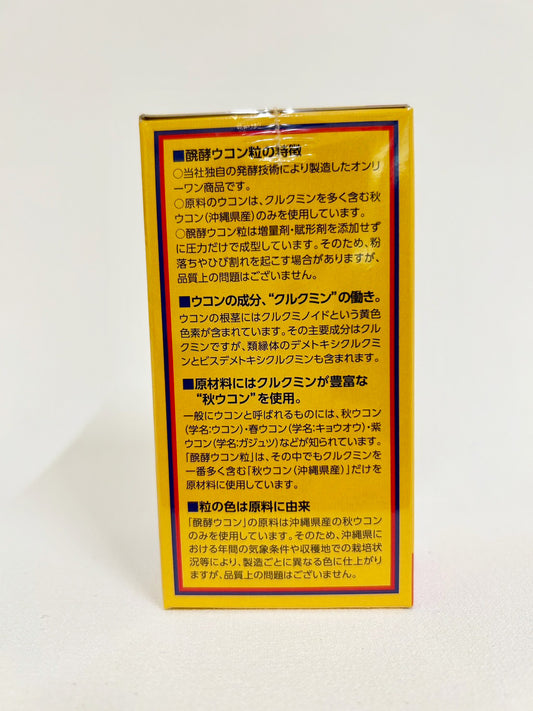 ■醗酵ウコン粒の特徴
○当社独自の発酵技術により製造したオンリ
ーワン商品です。
○原料のウコンは、クルクミンを多く含む秋
ウコン(沖縄県産)のみを使用しています。
○醗酵ウコン粒は増量剤・賦形剤を添加せず
に圧力だけで成型しています。そのため、粉
落ちやひび割れを起こす場合がありますが、
品質上の問題はございません。
■ウコンの成分、“クルクミン”の働き。
ウコンの根茎にはクルクミノイドという黄色
色素が含まれています。その主要成分はクル
クミンですが、類縁体のデメトキシクルクミ
ンとビスデメトキシクルクミンも含まれます。
■原材料にはクルクミンが豊富な
“秋ウコン”を使用。
一般にウコンと呼ばれるものには、秋ウコン
(学名:ウコン)・春ウコン(学名:キョウオウ)・紫
ウコン(学名:ガジュツ)などが知られています。
「醗酵ウコン粒」は、その中でもクルクミンを
一番多く含む「秋ウコン(沖縄県産)」だけを
原材料に使用しています。
■粒の色は原料に由来
「醗酵ウコン」の原料は沖縄県産の秋ウコン
のみを使用しています。そのため、沖縄県に
おける年間の気象条件や収穫地での栽培状
況等により、製造ごとに異なる色に仕上がり
ますが、品質上の問題はございません。